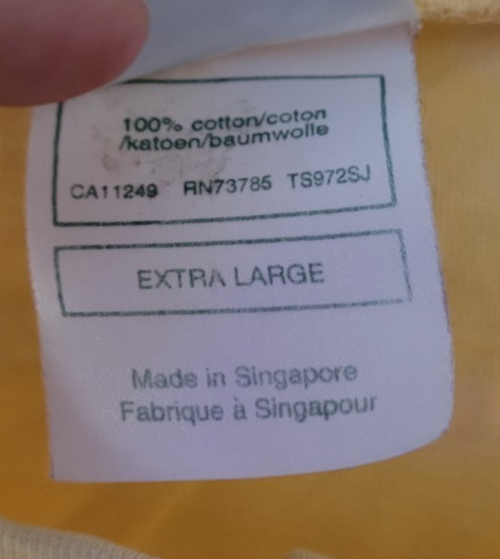 100% cotton/coton
/katoen/baumwolle
CA11249 RN73785 TS972SJ
EXTRA LARGE
Made in Singapore
Fabrique à Singapour